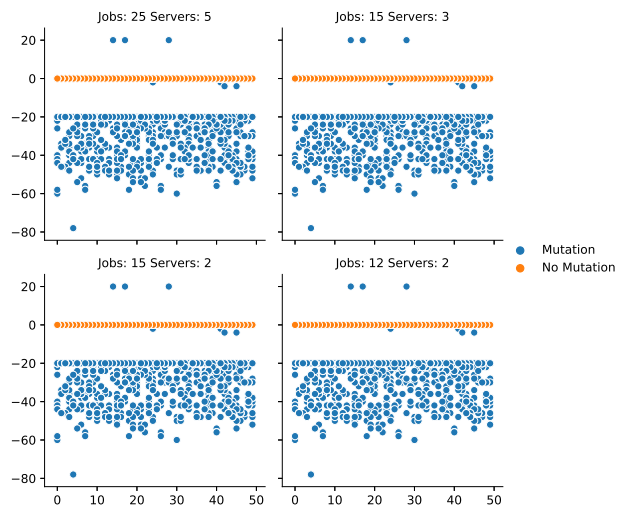 Jobs: 25 Servers: 5
Jobs: 15 Servers: 3
20
0
−20
−40
−60
−80
Mutation
No Mutation
Jobs: 15 Servers: 2
Jobs: 12 Servers: 2
20
0
−20
−40
−60
−80
0 10 20 30 40 50
0 10 20 30 40 50